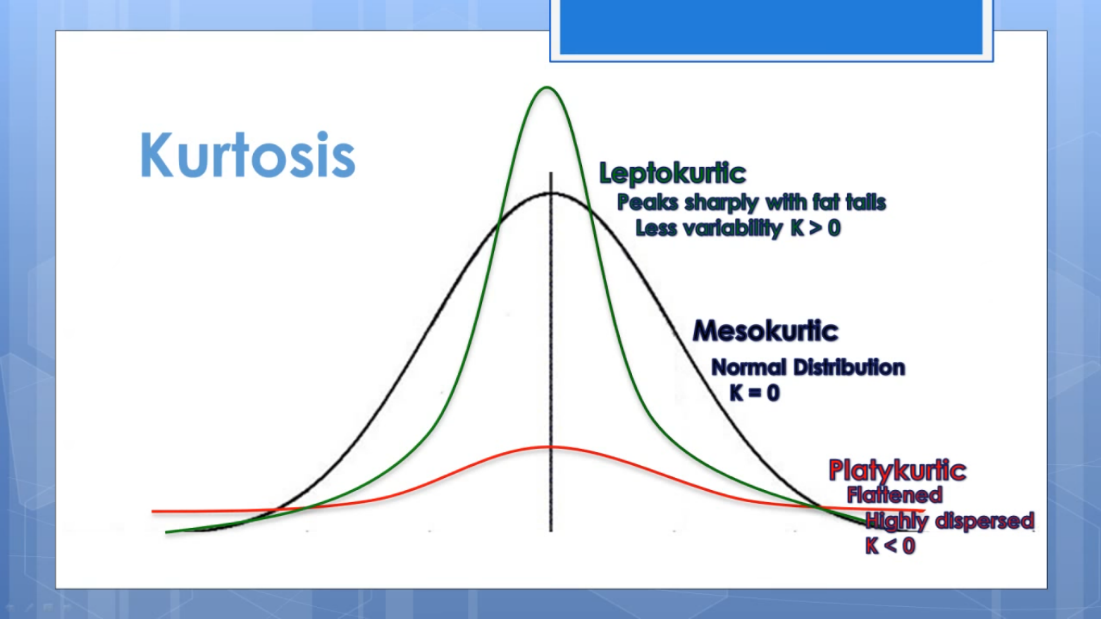 Kurtosis
Leptokurtic
Peaks sharply with fat tails
Less variability K > 0
Mesokurtic
Normal Distribution
K = 0
Platykurtic
Flattened
Highly dispersed
K < 0